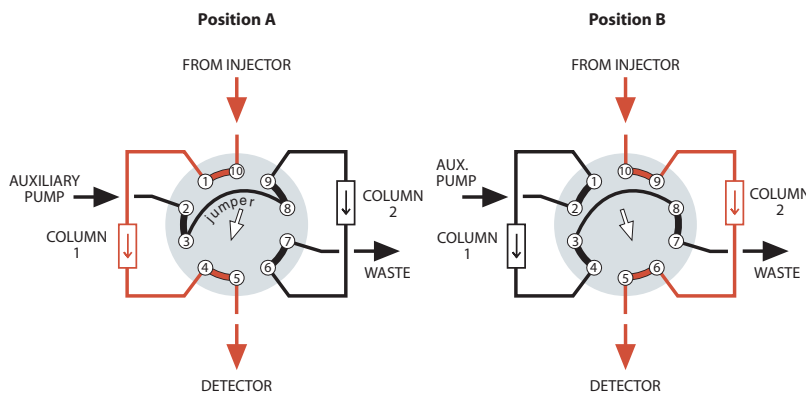 Position A
FROM INJECTOR
10
1
9
AUXILIARY
PUMP
2
8
jumper
COLUMN
2
3
7
COLUMN
1
4
6
5
WASTE
DETECTOR
Position B
FROM INJECTOR
10
1
9
AUX.
PUMP
2
8
COLUMN
2
3
7
COLUMN
1
4
6
5
WASTE
DETECTOR